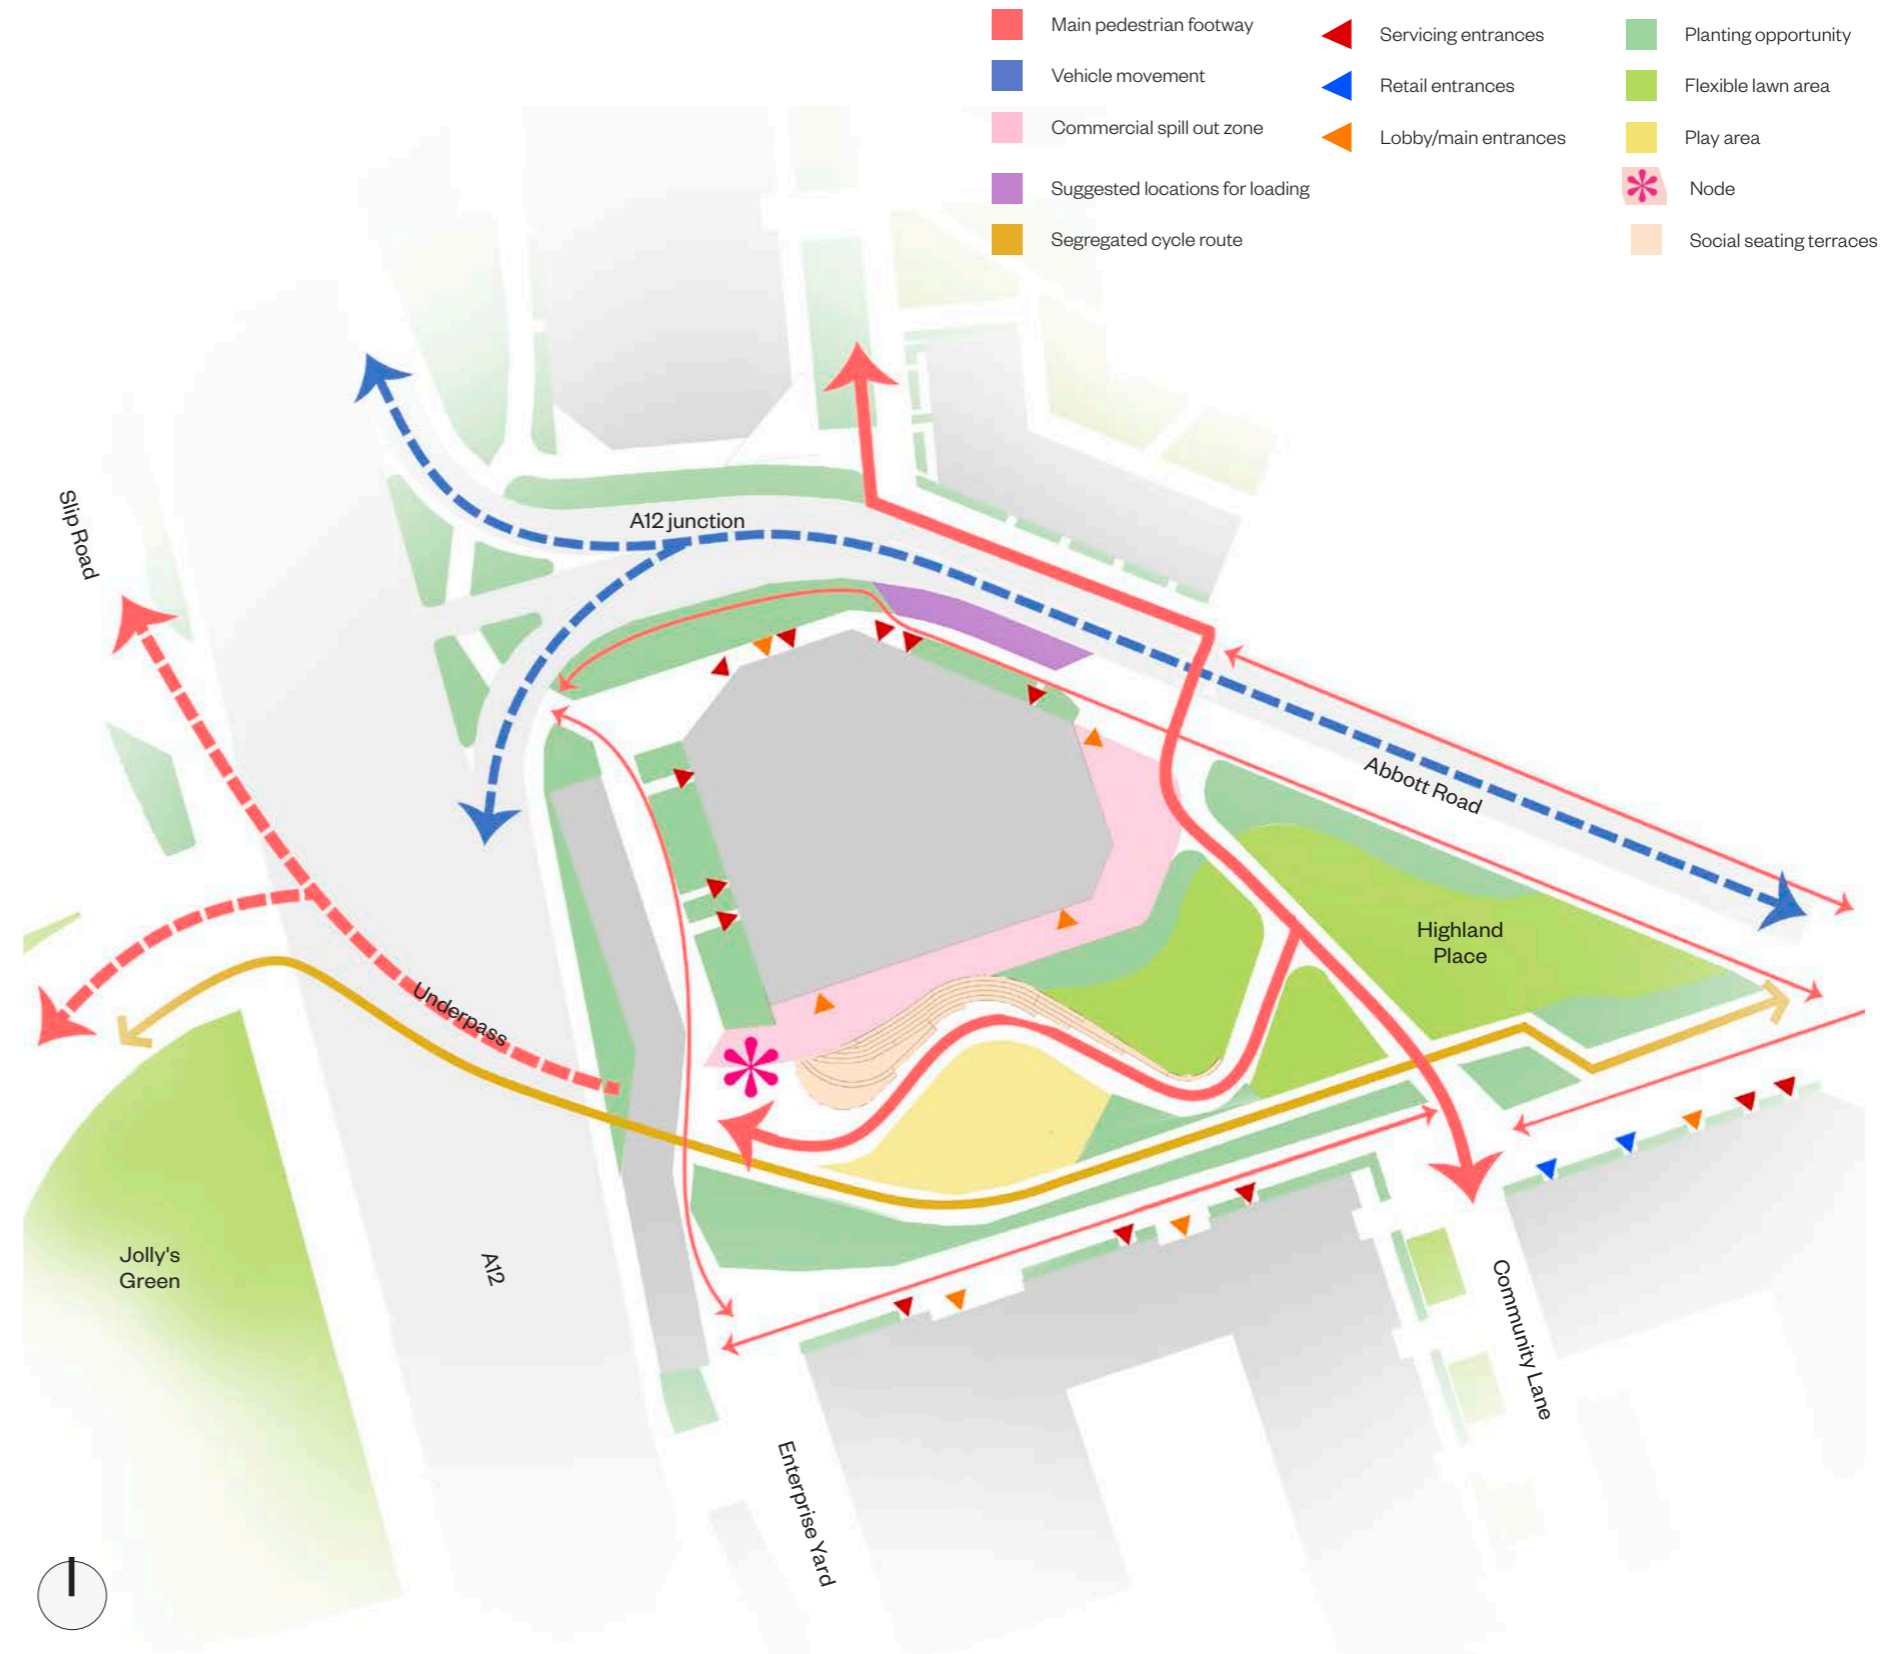 Main pedestrian footway
Vehicle movement
Commercial spill out zone
Suggested locations for loading
Segregated cycle route
Servicing entrances
Retail entrances
Lobby/main entrances
Planting opportunity
Flexible lawn area
Play area
Node
Social seating terraces
Slip Road
A12 junction
Abbott Road
Highland
Place
Underpass
Jolly's
Green
A12
Community Lane
Enterprise Yard